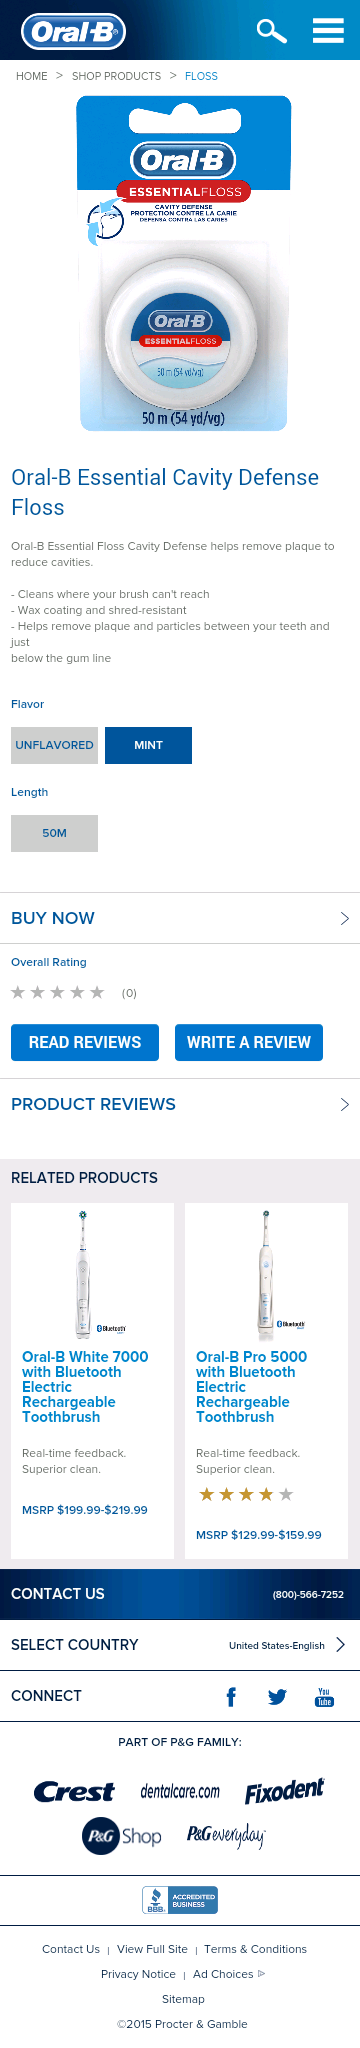 Oral-B
HOME > SHOP PRODUCTS > FLOSS
Oral-B
ESSENTIALFLOSS
CAVITY DEFENSE
PROTECTION CONTRE LA CARIE
DEFENSA CONTRA LAS CARIES
Oral-B
ESSENTIALFLOSS
50 m (54 yd/vg)
50 m (54 yd/vg)
Oral-B Essential Cavity Defense
Floss
Oral-B Essential Floss Cavity Defense helps remove plaque to
reduce cavities.
- Cleans where your brush can't reach
- Wax coating and shred-resistant
- Helps remove plaque and particles between your teeth and
just
below the gum line
Flavor
UNFLAVORED MINT
Length
50M
BUY NOW
Overall Rating
(0)
READ REVIEWS WRITE A REVIEW
PRODUCT REVIEWS
RELATED PRODUCTS
Bluetooth
Oral-B White 7000
with Bluetooth
Electric
Rechargeable
Toothbrush
Real-time feedback.
Superior clean.
MSRP $199.99-$219.99
Bluetooth
Oral-B Pro 5000
with Bluetooth
Electric
Rechargeable
Toothbrush
Real-time feedback.
Superior clean.
MSRP $129.99-$159.99
CONTACT US (800)-566-7252
SELECT COUNTRY United States-English
CONNECT f You Tube
PART OF P&G FAMILY:
Crest dentalcare.com Fixodent
P&G Shop P&G everyday
BBB ACCREDITED BUSINESS
Contact Us | View Full Site | Terms & Conditions
Privacy Notice | Ad Choices
Sitemap
©2015 Procter & Gamble